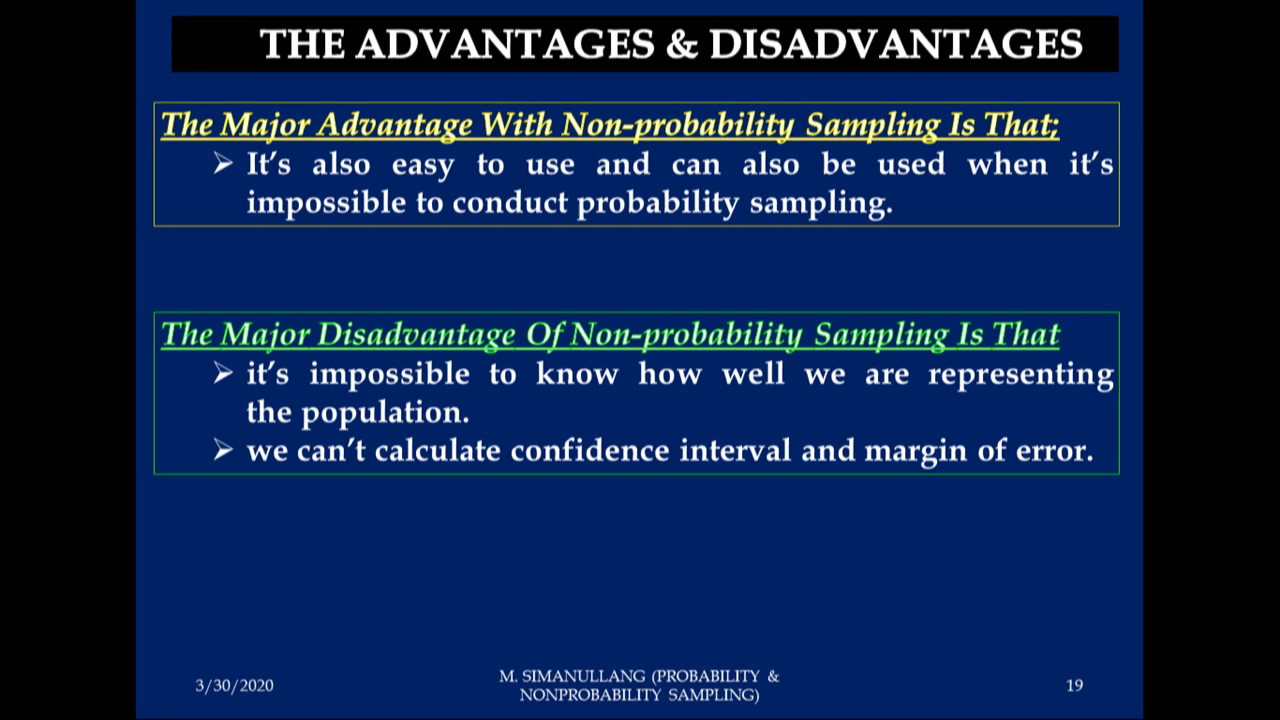 THE ADVANTAGES & DISADVANTAGES
The Major Advantage With Non-probability Sampling Is That;
➢ It's also easy to use and can also be used when it's
impossible to conduct probability sampling.
The Major Disadvantage Of Non-probability Sampling Is That
➢ it's impossible to know how well we are representing
the population.
➢ we can't calculate confidence interval and margin of error.
3/30/2020
M. SIMANULLANG (PROBABILITY &
NONPROBABILITY SAMPLING)
19